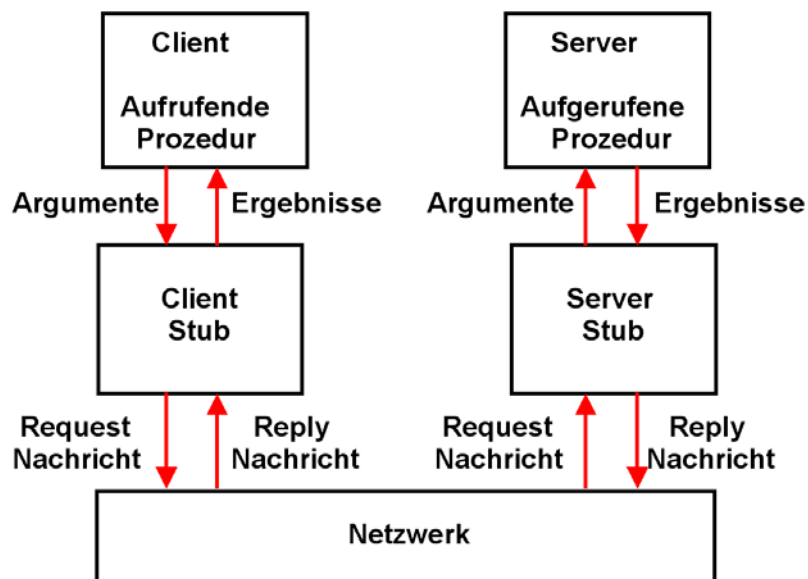 Client
Aufrufende
Prozedur
Server
Aufgerufene
Prozedur
Argumente
Ergebnisse
Argumente
Ergebnisse
Client
Stub
Server
Stub
Request
Nachricht
Reply
Nachricht
Request
Nachricht
Reply
Nachricht
Netzwerk